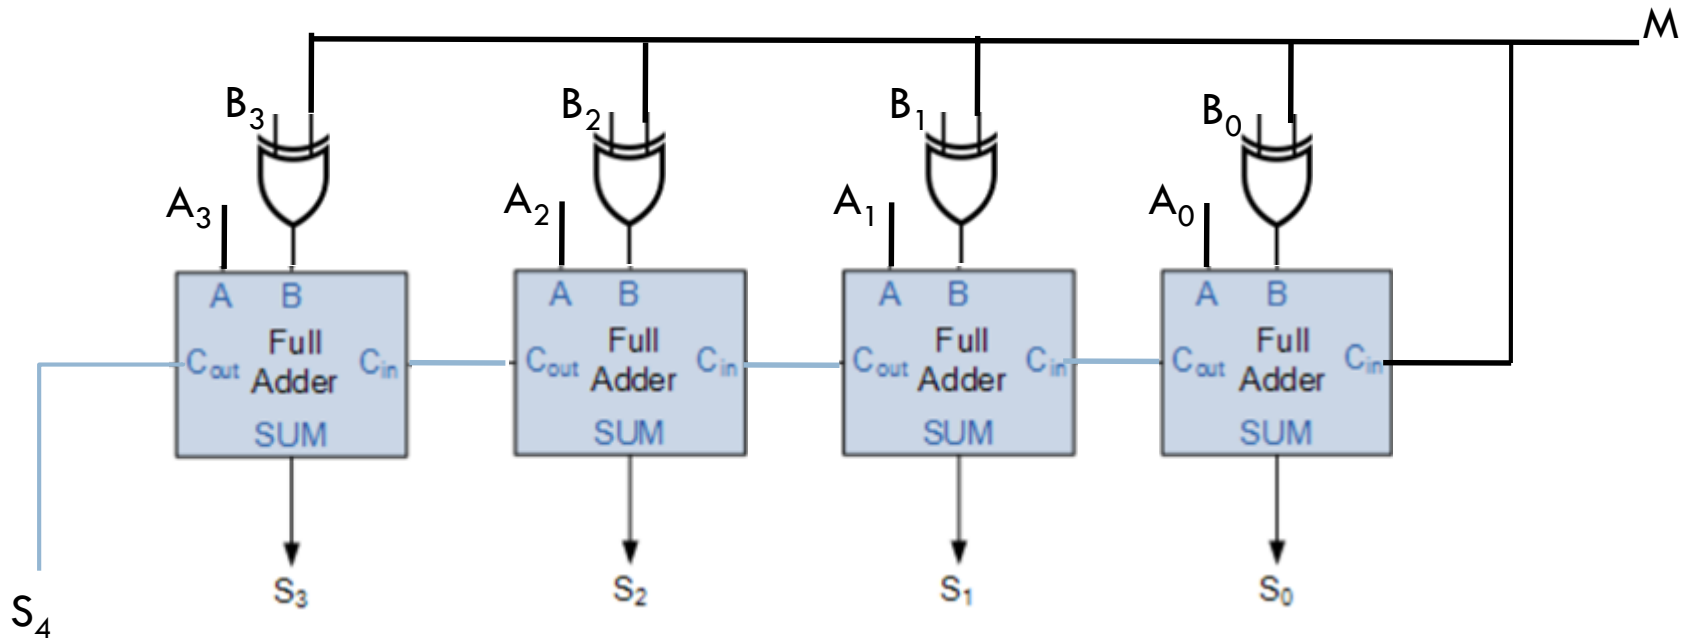 M
B₃ B₂ B₁ B₀
A₃ A₂ A₁ A₀
A B A B A B A B
Full Full Full Full
Cout Cin Cout Cin Cout Cin Cout Cin
Adder Adder Adder Adder
SUM SUM SUM SUM
S₃ S₂ S₁ S₀
S₄